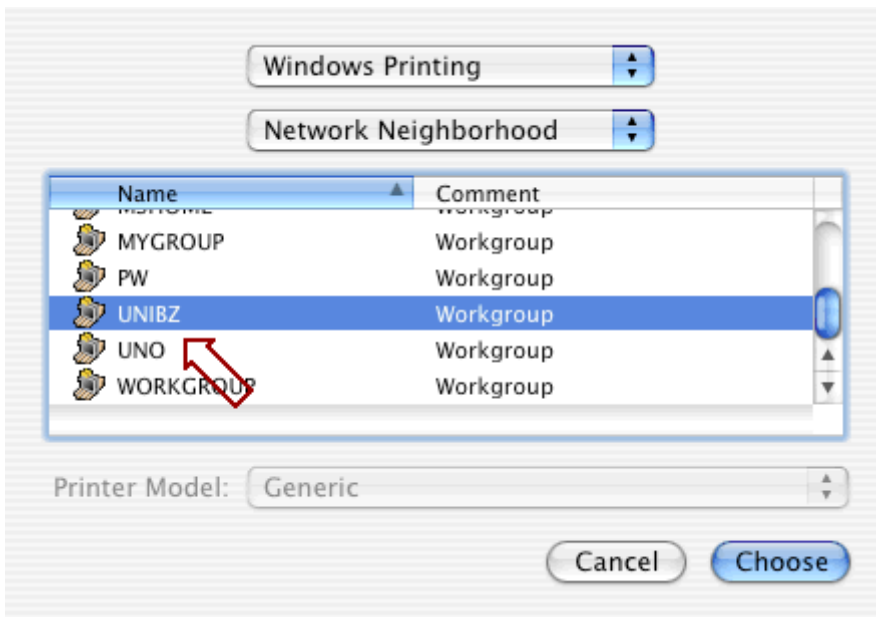 Windows Printing
Network Neighborhood
Name Comment
MSHOME Workgroup
MYGROUP Workgroup
PW Workgroup
UNIBZ Workgroup
UNO Workgroup
WORKGROUP Workgroup
Printer Model: Generic
Cancel Choose